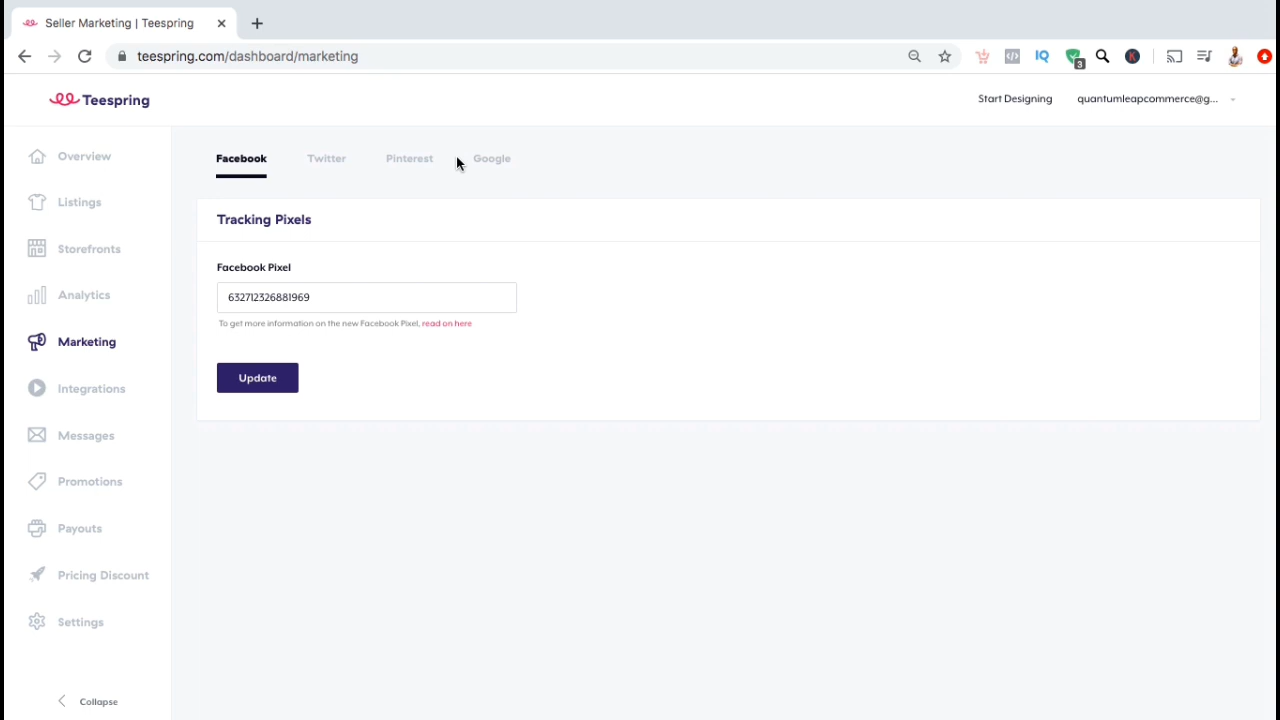 Seller Marketing | Teespring
teespring.com/dashboard/marketing
IQ
3
K
Teespring
Start Designing
quantumleapcommerce@g...
Overview
Listings
Storefronts
Analytics
Marketing
Integrations
Messages
Promotions
Payouts
Pricing Discount
Settings
Collapse
Facebook Twitter Pinterest Google
Tracking Pixels
Facebook Pixel
632712326881969
To get more information on the new Facebook Pixel, read on here
Update